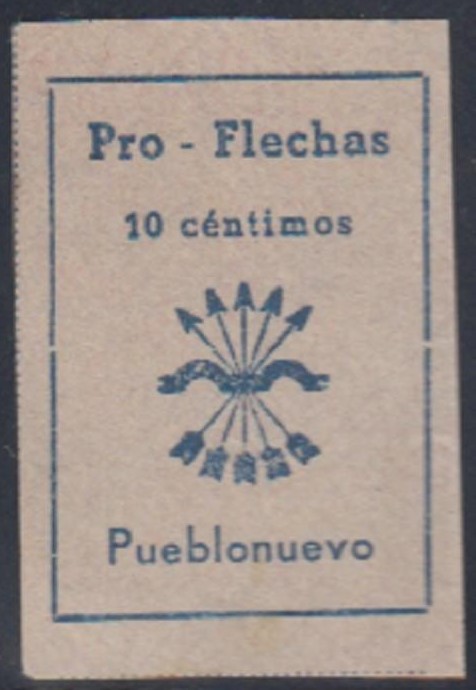 Pro - Flechas
10 céntimos
Pueblonuevo